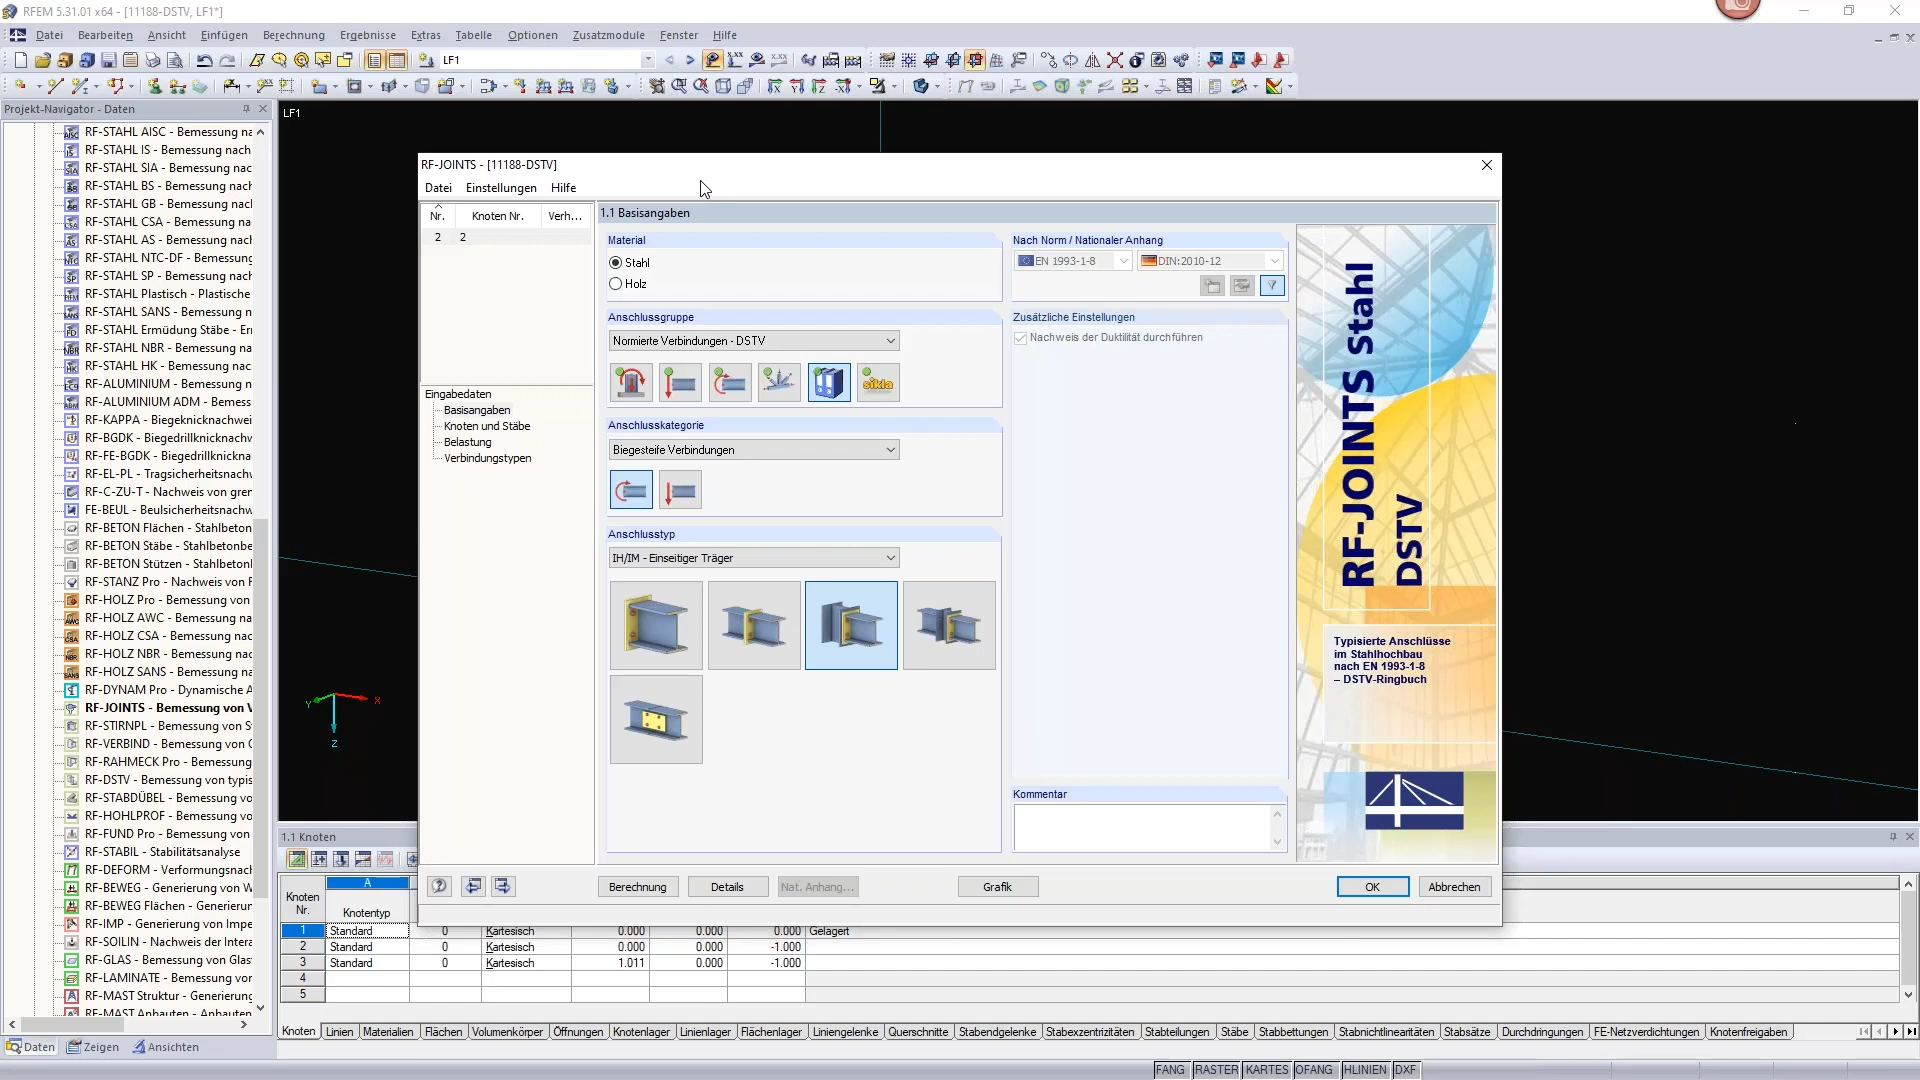 RFEM 5.31.01 x64 - [11188-DSTV, LF1*]
Datei Bearbeiten Ansicht Einfügen Berechnung Ergebnisse Extras Tabelle Optionen Zusatzmodule Fenster Hilfe
LF1
Projekt-Navigator - Daten
RF-STAHL AISC - Bemessung na
RF-STAHL IS - Bemessung nach
RF-STAHL SIA - Bemessung nac
RF-STAHL BS - Bemessung nach
RF-STAHL GB - Bemessung nac
RF-STAHL CSA - Bemessung nac
RF-STAHL AS - Bemessung nach
RF-STAHL NTC-DF - Bemessung
RF-STAHL SP - Bemessung nach
RF-STAHL Plastisch - Plastische
RF-STAHL SANS - Bemessung n
RF-STAHL Ermüdung Stäbe - Er
RF-STAHL NBR - Bemessung na
RF-STAHL HK - Bemessung nac
RF-ALUMINIUM - Bemessung n
RF-ALUMINIUM ADM - Bemess
RF-KAPPA - Biegeknicknachwei
RF-BGDK - Biegedrillknicknachw
RF-FE-BGDK - Biegedrillknickna
RF-EL-PL - Tragsicherheitsnachw
RF-C-ZU-T - Nachweis von gren
FE-BEUL - Beulsicherheitsnachw
RF-BETON Flächen - Stahlbeton
RF-BETON Stäbe - Stahlbetonbe
RF-BETON Stützen - Stahlbeton
RF-STANZ Pro - Nachweis von F
RF-HOLZ Pro - Bemessung von
RF-HOLZ AWC - Bemessung na
RF-HOLZ CSA - Bemessung nac
RF-HOLZ NBR - Bemessung nac
RF-HOLZ SANS - Bemessung na
RF-DYNAM Pro - Dynamische A
RF-JOINTS - Bemessung von V
RF-STIRNPL - Bemessung von S
RF-VERBIND - Bemessung von G
RF-RAHMECK Pro - Bemessung
RF-DSTV - Bemessung von typis
RF-STABDÜBEL - Bemessung vo
RF-HOHLPROF - Bemessung vo
RF-FUND Pro - Bemessung von
RF-STABIL - Stabilitätsanalyse
RF-DEFORM - Verformungsnach
RF-BEWEG - Generierung von W
RF-BEWEG Flächen - Generierun
RF-IMP - Generierung von Impe
RF-SOILIN - Nachweis der Intera
RF-GLAS - Bemessung von Glas
RF-LAMINATE - Bemessung von
RF-MAST Struktur - Generierung
RF-MAST Anbauten - Anbauten
Daten Zeigen Ansichten
LF1
Y X
Z
RF-JOINTS - [11188-DSTV]
Datei Einstellungen Hilfe
Nr. Knoten Nr. Verh...
2 2
Eingabedaten
Basisangaben
Knoten und Stäbe
Belastung
Verbindungstypen
1.1 Basisangaben
Material
Stahl
Holz
Anschlussgruppe
Normierte Verbindungen - DSTV
sikla
Anschlusskategorie
Biegesteife Verbindungen
Anschlusstyp
IH/IM - Einseitiger Träger
Nach Norm / Nationaler Anhang
EN 1993-1-8 DIN:2010-12
Zusätzliche Einstellungen
Nachweis der Duktilität durchführen
Kommentar
RF-JOINTS Stahl
DSTV
Typisierte Anschlüsse
im Stahlhochbau
nach EN 1993-1-8
– DSTV-Ringbuch
Berechnung Details Nat. Anhang... Grafik OK Abbrechen
1.1 Knoten
A
Knoten
Nr. Knotentyp
1 Standard 0 Kartesisch 0.000 0.000 0.000 Gelagert
2 Standard 0 Kartesisch 0.000 0.000 -1.000
3 Standard 0 Kartesisch 1.011 0.000 -1.000
4
5
Knoten Linien Materialien Flächen Volumenkörper Öffnungen Knotenlager Linienlager Flächenlager Liniengelenke Querschnitte Stabendgelenke Stabexzentrizitäten Stabteilungen Stäbe Stabbettungen Stabnichtlinearitäten Stabsätze Durchdringungen FE-Netzverdichtungen Knotenfreigaben
FANG RASTER KARTES OFANG HLINIEN DXF